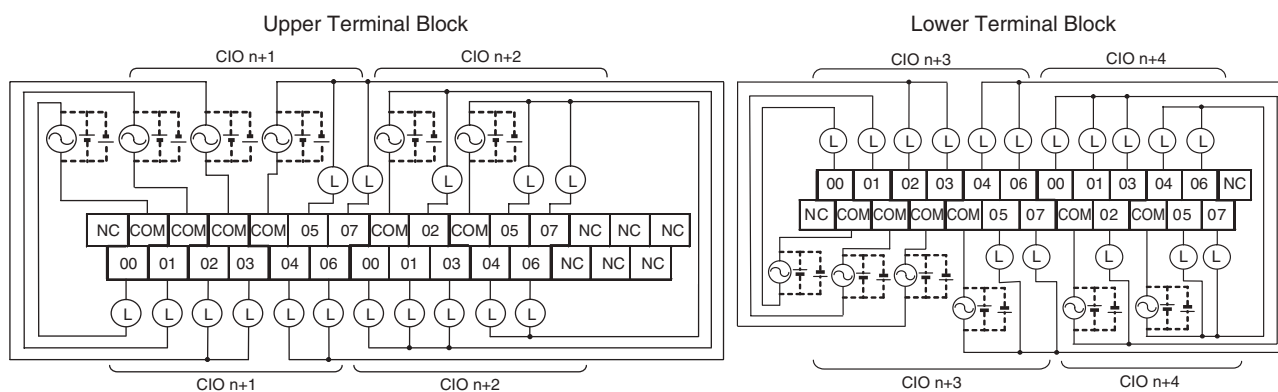 Upper Terminal Block
CIO n+1 CIO n+2
L L L L L
NC COM COM COM COM 05 07 COM 02 COM 05 07 NC NC NC
00 01 02 03 04 06 00 01 03 04 06 NC NC NC
L L L L L L L L L L L
CIO n+1 CIO n+2
Lower Terminal Block
CIO n+3 CIO n+4
L L L L L L L L L L L
00 01 02 03 04 06 00 01 03 04 06 NC
NC COM COM COM COM 05 07 COM 02 COM 05 07
L L L L L
CIO n+3 CIO n+4